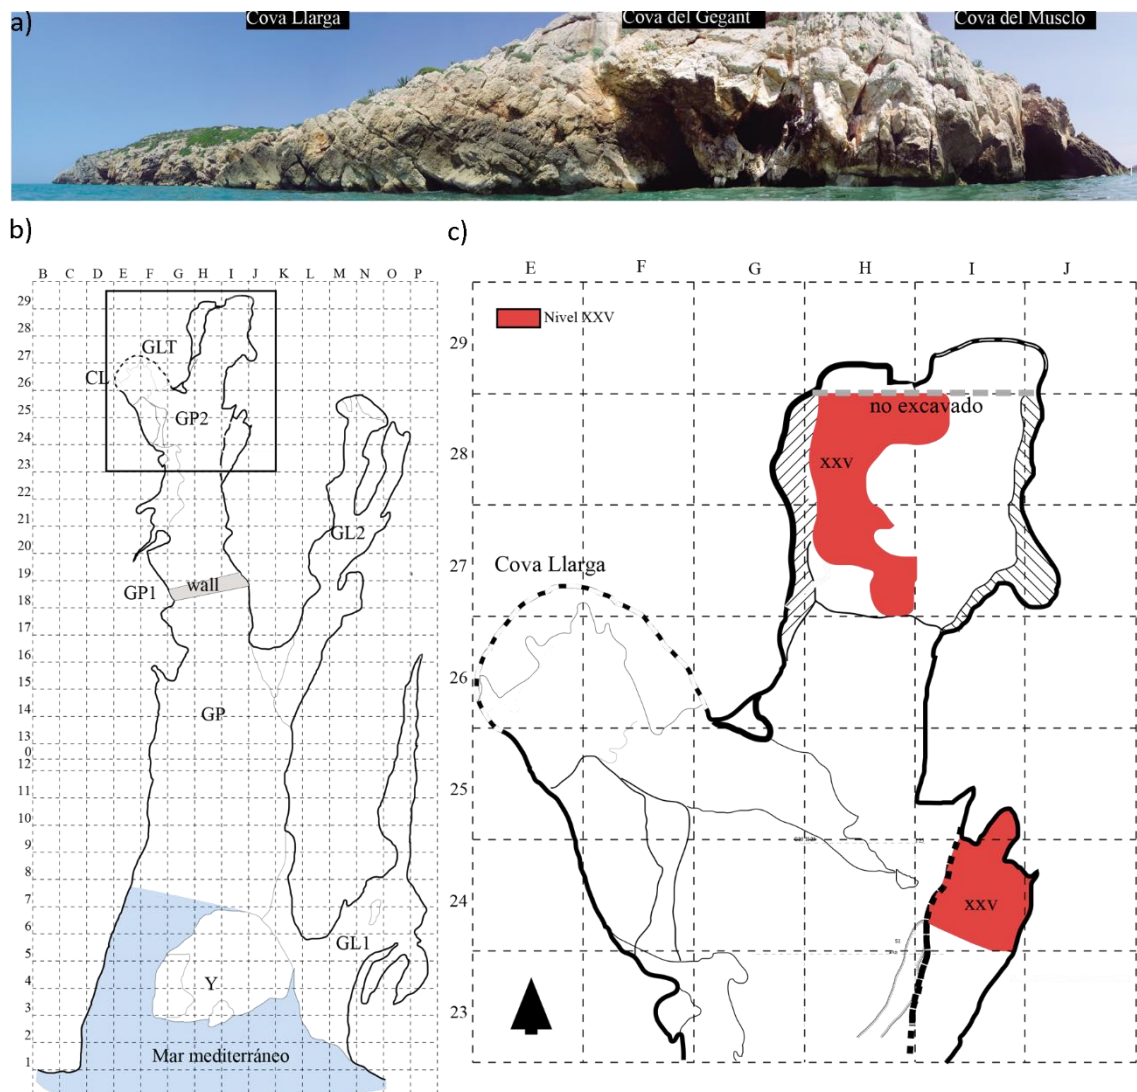 a)
Cova Llarga Cova del Gegant Cova del Musclo
b)
B C D E F G H I J K L M N O P
29
28
27
26
25
24
23
22
21
20
19
18
17
16
15
14
13
0
12
11
10
9
8
7
6
5
4
3
2
1
GLT
CL
GP2
GL2
wall
GP1
GP
GL1
Y
Mar mediterráneo
c)
E F G H I J
Nivel XXV
29
28
27
26
25
24
23
no excavado
XXV
Cova Llarga
XXV